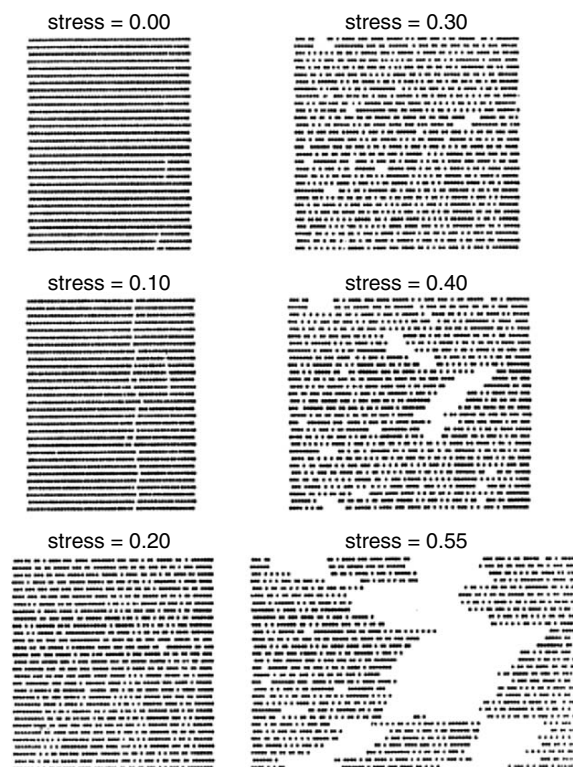 stress = 0.00
stress = 0.30
stress = 0.10
stress = 0.40
stress = 0.20
stress = 0.55